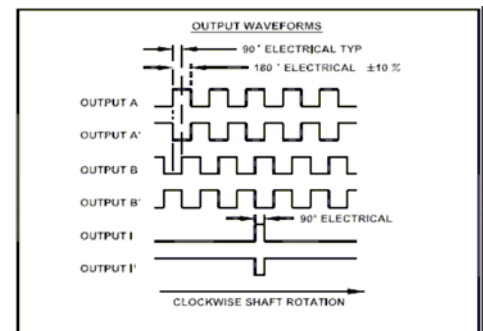 OUTPUT WAVEFORMS
90° ELECTRICAL TYP
180° ELECTRICAL ±10 %
OUTPUT A
OUTPUT A'
OUTPUT B
OUTPUT B'
90° ELECTRICAL
OUTPUT I
OUTPUT I'
CLOCKWISE SHAFT ROTATION